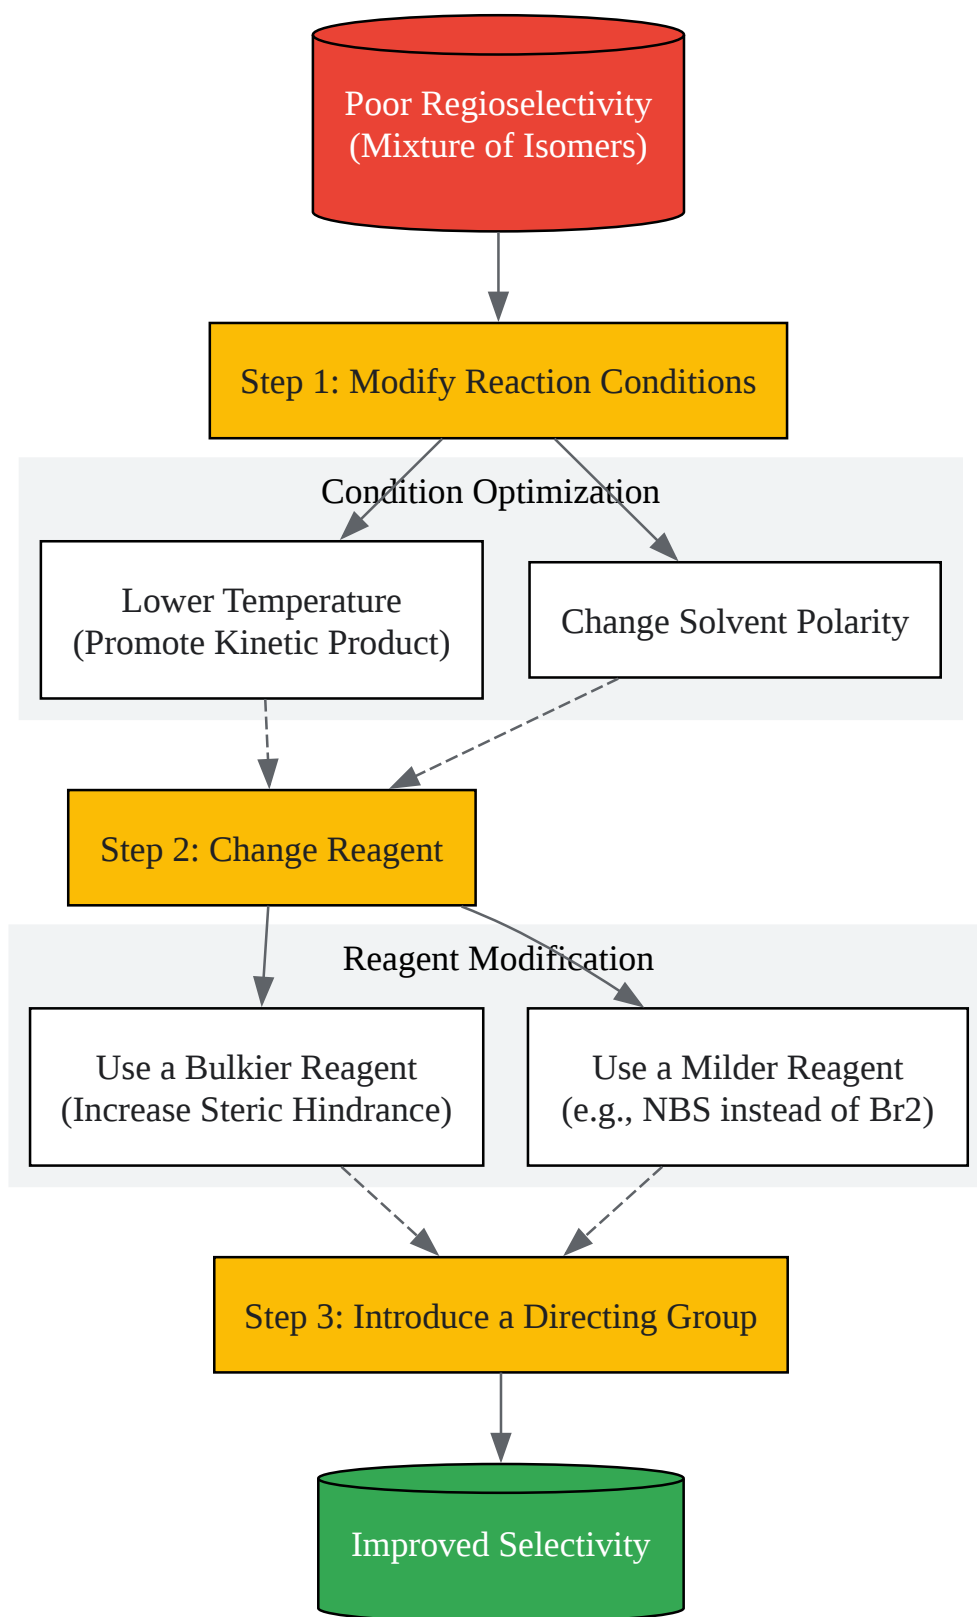 Poor Regioselectivity
(Mixture of Isomers)
Step 1: Modify Reaction Conditions
Condition Optimization
Lower Temperature
(Promote Kinetic Product)
Change Solvent Polarity
Step 2: Change Reagent
Reagent Modification
Use a Bulkier Reagent
(Increase Steric Hindrance)
Use a Milder Reagent
(e.g., NBS instead of Br2)
Step 3: Introduce a Directing Group
Improved Selectivity